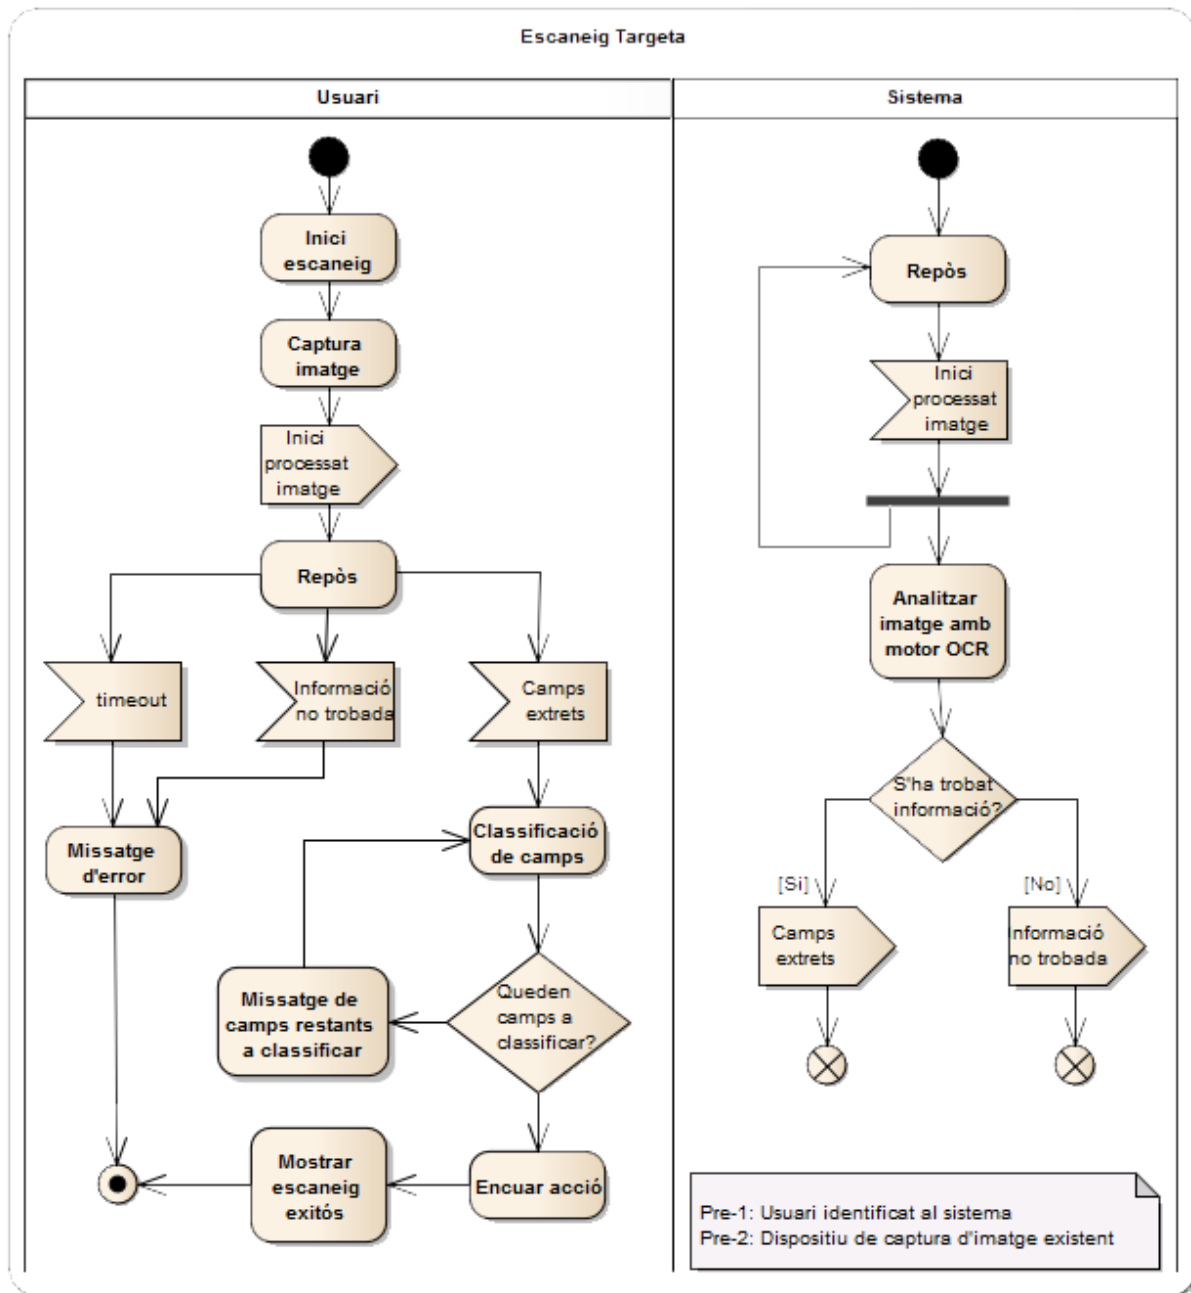 Escaneig Targeta
Usuari
Inici
escaneig
Captura
imatge
Inici
processat
imatge
Repòs
timeout
Informació
no trobada
Camps
extrets
Missatge
d'error
Classificació
de camps
Missatge de
camps restants
a classificar
Queden
camps a
classificar?
Mostrar
escaneig
exitós
Encuar acció
Sistema
Repòs
Inici
processat
imatge
Analitzar
imatge amb
motor OCR
S'ha trobat
informació?
[Si]
[No]
Camps
extrets
Informació
no trobada
Pre-1: Usuari identificat al sistema
Pre-2: Dispositiu de captura d'imatge existent